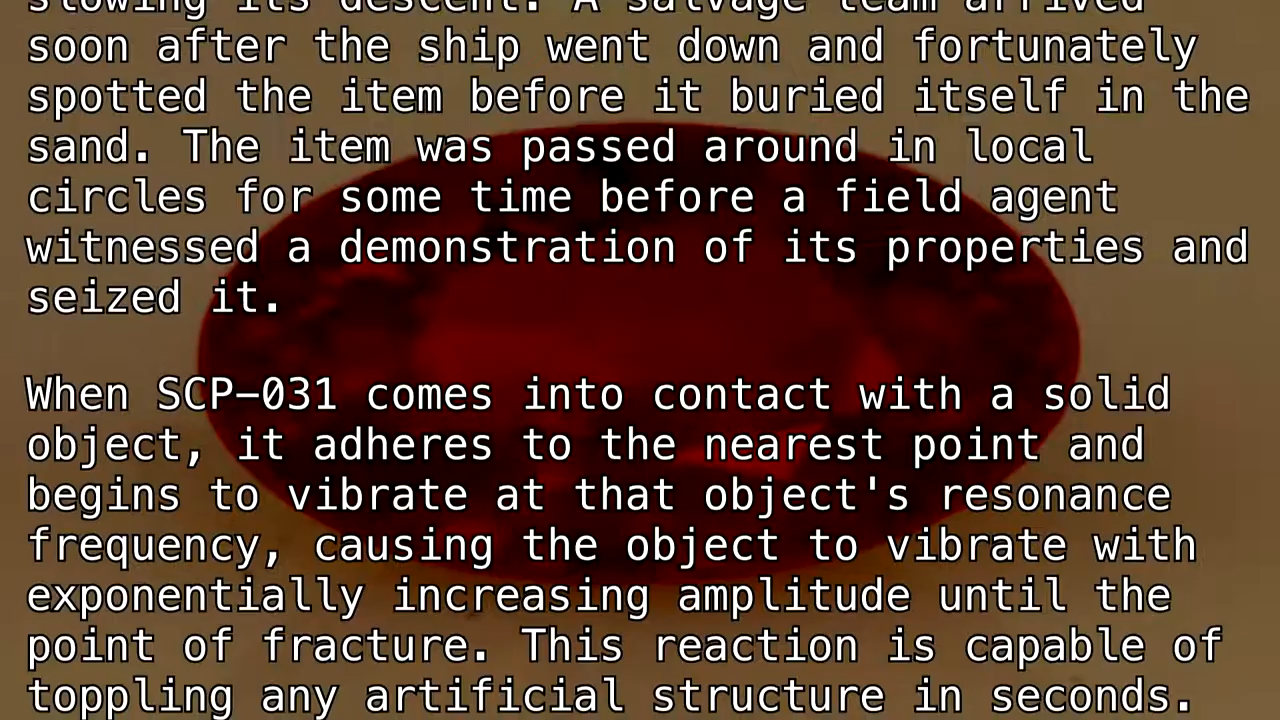 slowing its descent. A salvage team arrived
soon after the ship went down and fortunately
spotted the item before it buried itself in the
sand. The item was passed around in local
circles for some time before a field agent
witnessed a demonstration of its properties and
seized it.
When SCP-031 comes into contact with a solid
object, it adheres to the nearest point and
begins to vibrate at that object's resonance
frequency, causing the object to vibrate with
exponentially increasing amplitude until the
point of fracture. This reaction is capable of
toppling any artificial structure in seconds.